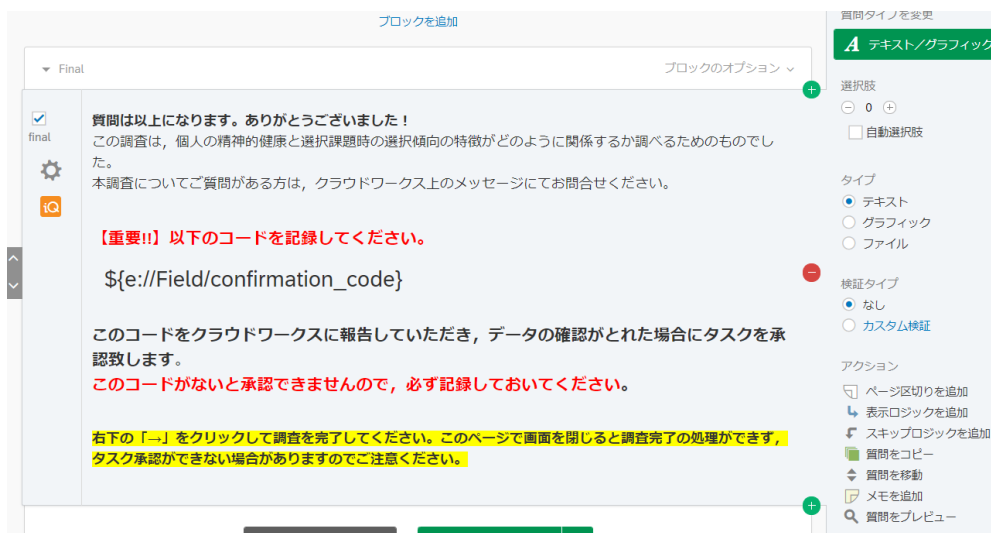 ブロックを追加
質問タイプを変更
A テキスト／グラフィック
Final
ブロックのオプション
選択肢
0
自動選択肢
final
質問は以上になります。ありがとうございました！
この調査は，個人の精神的健康と選択課題時の選択傾向の特徴がどのように関係するか調べるためのものでし
た。
本調査についてご質問がある方は，クラウドワークス上のメッセージにてお問合せください。
iQ
【重要!!】以下のコードを記録してください。
${e://Field/confirmation_code}
このコードをクラウドワークスに報告していただき，データの確認がとれた場合にタスクを承
認致します。
このコードがないと承認できませんので，必ず記録しておいてください。
右下の「→」をクリックして調査を完了してください。このページで画面を閉じると調査完了の処理ができず，
タスク承認ができない場合がありますのでご注意ください。
タイプ
テキスト
グラフィック
ファイル
検証タイプ
なし
カスタム検証
アクション
ページ区切りを追加
表示ロジックを追加
スキップロジックを追加
質問をコピー
質問を移動
メモを追加
質問をプレビュー